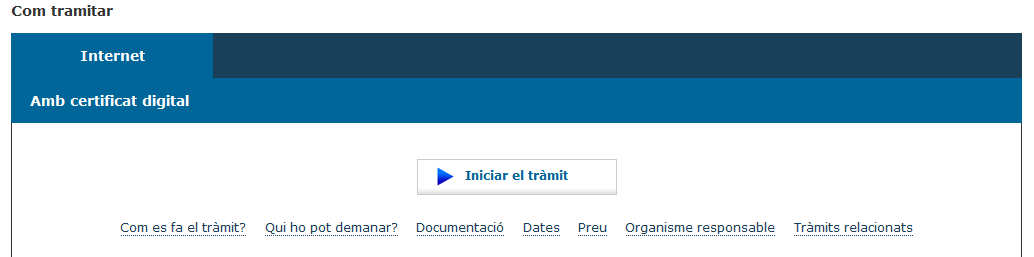 Com tramitar
Internet
Amb certificat digital
Iniciar el tràmit
Com es fa el tràmit? Qui ho pot demanar? Documentació Dates Preu Organisme responsable Tràmits relacionats